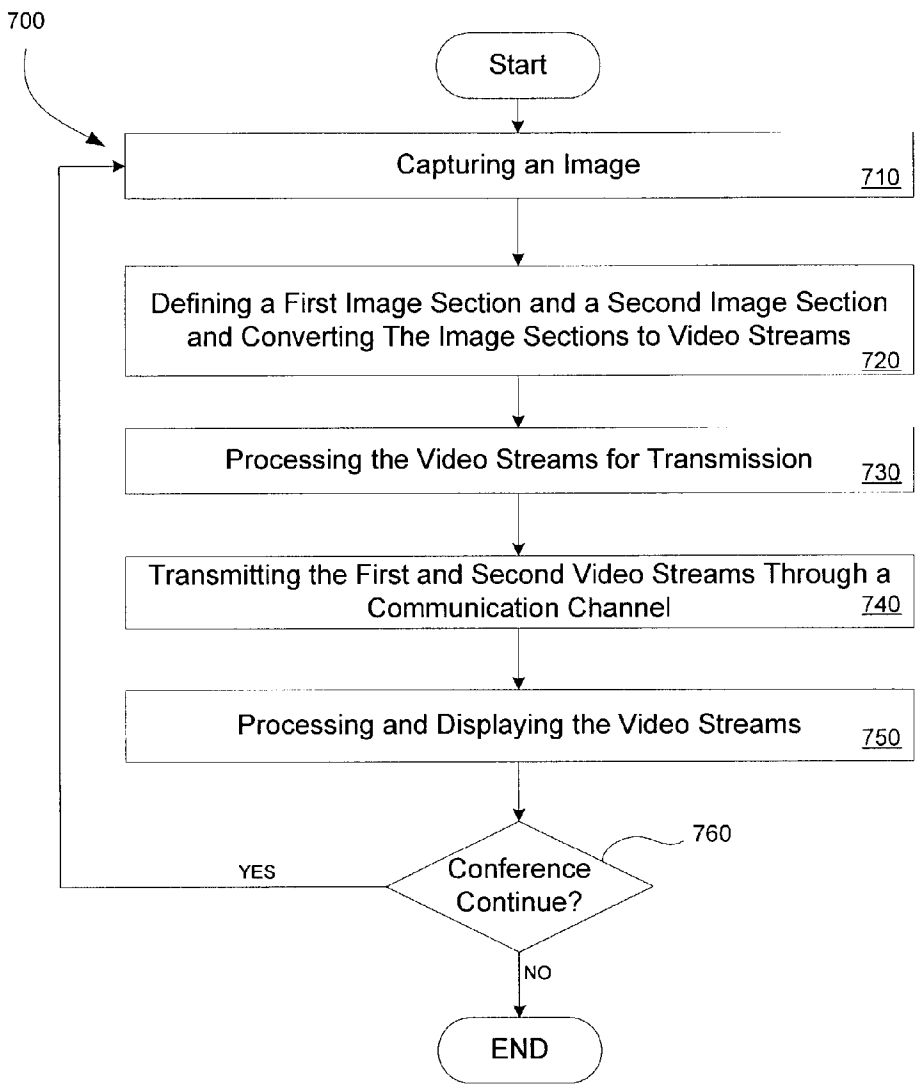 700
Start
Capturing an Image
710
Defining a First Image Section and a Second Image Section
and Converting The Image Sections to Video Streams
720
Processing the Video Streams for Transmission
730
Transmitting the First and Second Video Streams Through a
Communication Channel
740
Processing and Displaying the Video Streams
750
760
Conference
Continue?
YES
NO
END